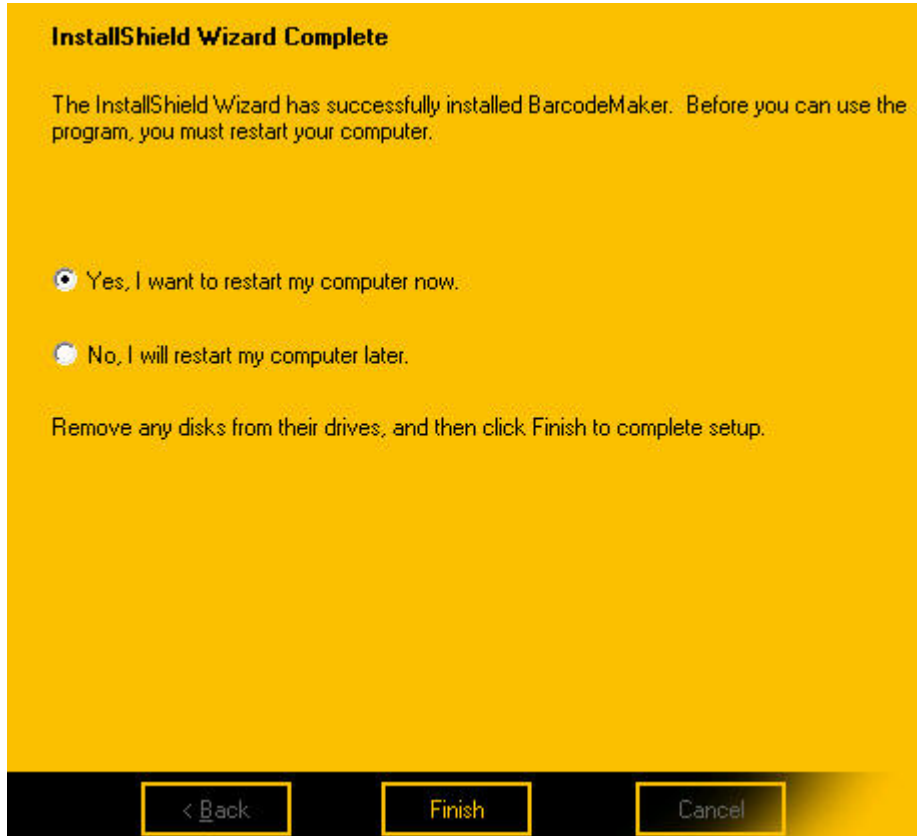 InstallShield Wizard Complete
The InstallShield Wizard has successfully installed BarcodeMaker.  Before you can use the
program, you must restart your computer.
Yes, I want to restart my computer now.
No, I will restart my computer later.
Remove any disks from their drives, and then click Finish to complete setup.
< Back
Finish
Cancel